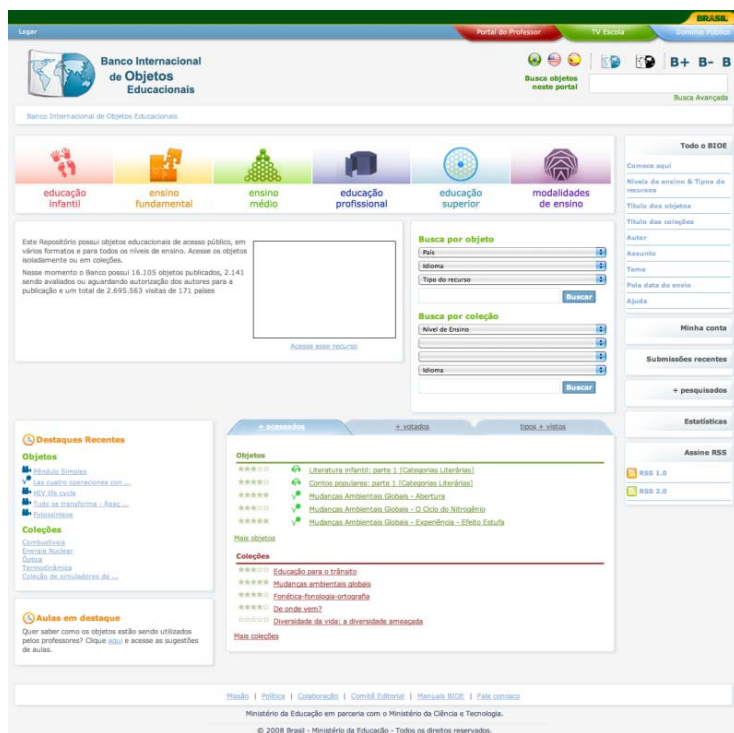 BRASIL
Logar
Portal do Professor
TV Escola
Domínio Público
Banco Internacional
de Objetos
Educacionais
B+ B- B
Busca objetos
neste portal
Busca Avançada
Banco Internacional de Objetos Educacionais
educação
infantil
ensino
fundamental
ensino
médio
educação
profissional
educação
superior
modalidades
de ensino
Este Repositório possui objetos educacionais de acesso público, em
vários formatos e para todos os níveis de ensino. Acesse os objetos
isoladamente ou em coleções.
Nesse momento o Banco possui 16.105 objetos publicados, 2.141
sendo avaliados ou aguardando autorização dos autores para a
publicação e um total de 2.695.563 visitas de 171 países
Acesse esse recurso
Busca por objeto
País
Idioma
Tipo do recurso
Buscar
Busca por coleção
Nível de Ensino
Idioma
Buscar
Todo o BIOE
Comece aqui
Níveis de ensino & Tipos de
recursos
Título dos objetos
Título das coleções
Autor
Assunto
Tema
Pela data do envio
Ajuda
Minha conta
Submissões recentes
+ pesquisados
Estatísticas
Assine RSS
RSS 1.0
RSS 2.0
Destaques Recentes
Objetos
Pêndulo Simples
Las cuatro operaciones con ...
HIV life cycle
Tudo se transforma - Reac ...
Fotossíntese
Coleções
Combustíveis
Energia Nuclear
Óptica
Termodinâmica
Coleção de simuladores da ...
Aulas em destaque
Quer saber como os objetos estão sendo utilizados
pelos professores? Clique aqui e acesse as sugestões
de aulas.
+ acessados
+ votados
tipos + vistos
Objetos
Literatura infantil: parte 1 [Categorias Literárias]
Contos populares: parte 1 [Categorias Literárias]
Mudanças Ambientais Globais - Abertura
Mudanças Ambientais Globais - O Ciclo do Nitrogênio
Mudanças Ambientais Globais - Experiência - Efeito Estufa
Mais objetos
Coleções
Educação para o trânsito
Mudanças ambientais globais
Fonética-fonologia-ortografia
De onde vem?
Diversidade da vida: a diversidade ameaçada
Mais coleções
Missão | Política | Colaboração | Comitê Editorial | Manuais BIOE | Fale conosco
Ministério da Educação em parceria com o Ministério da Ciência e Tecnologia.
© 2008 Brasil - Ministério da Educação - Todos os direitos reservados.